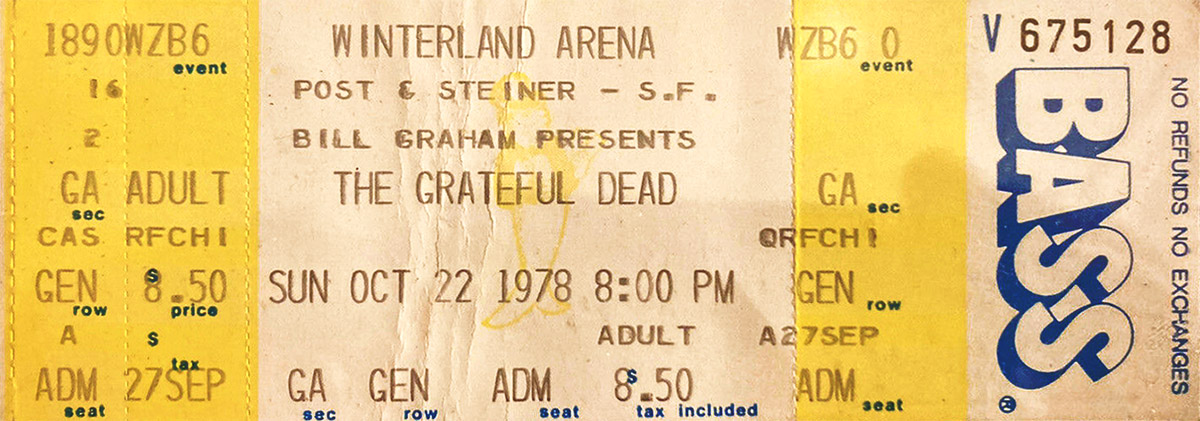 1890WZB6 WINTERLAND ARENA WZB6 0
event event
16 POST & STEINER - S.F.
2 BILL GRAHAM PRESENTS
GA ADULT THE GRATEFUL DEAD GA
sec sec
CAS RFCHI QRFCHI
GEN $8.50 SUN OCT 22 1978 8:00 PM GEN
row price row
A $ ADULT A27SEP
tax
ADM 27SEP GA GEN ADM $8.50 ADM
seat sec row seat tax included seat
V 675128
BASS
®
NO REFUNDS NO EXCHANGES